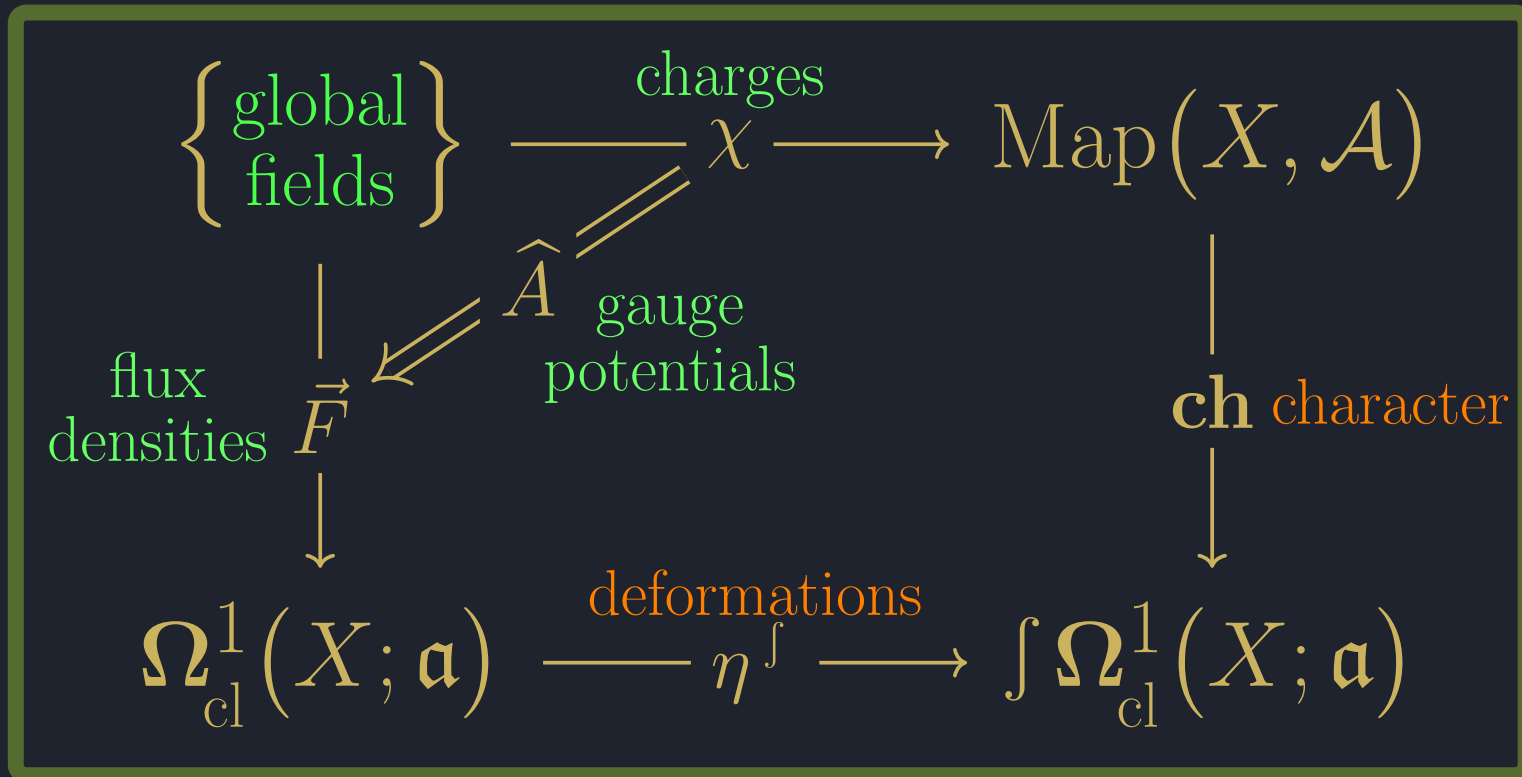 charges
{global fields} χ Map(X, 𝒜)
Â
gauge
potentials
flux
densities
F⃗
ch character
deformations
Ω¹_cl(X; 𝔞) η^∫ ∫Ω¹_cl(X; 𝔞)